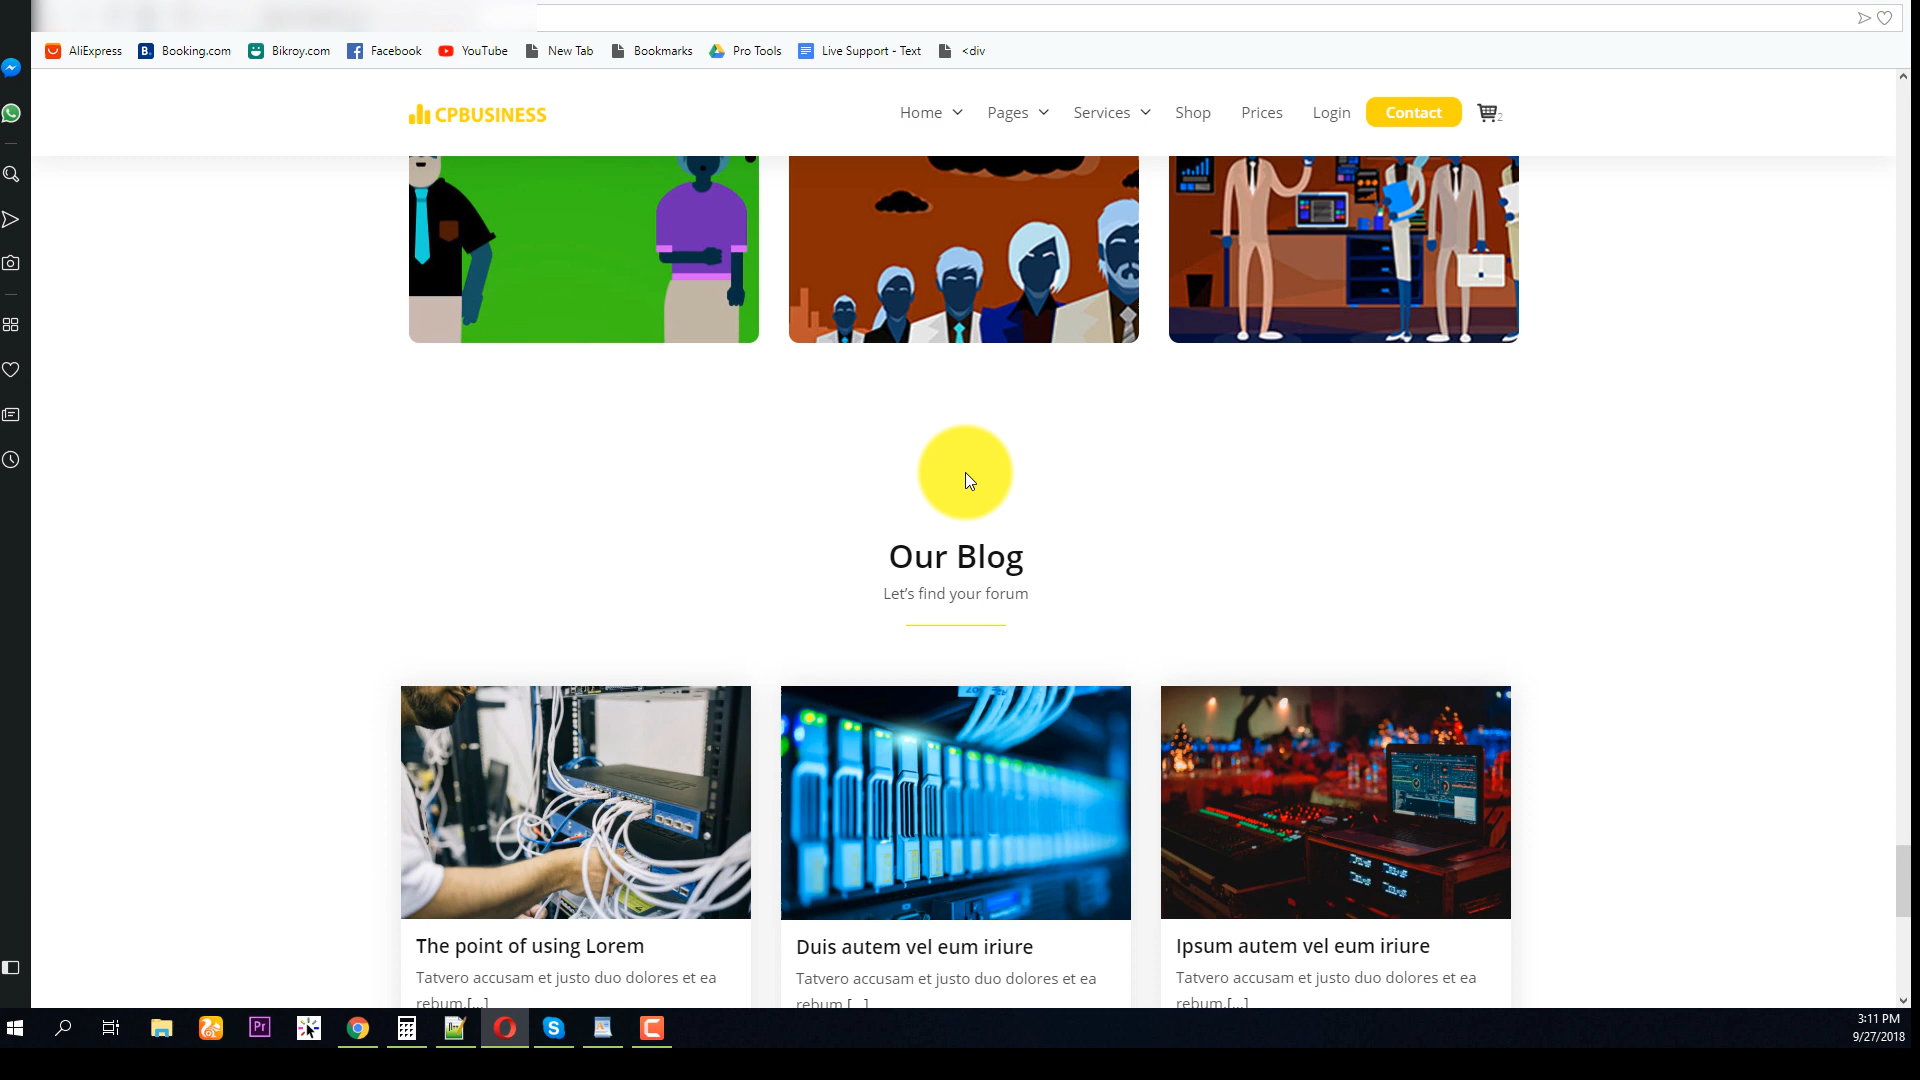 AliExpress Booking.com Bikroy.com Facebook YouTube New Tab Bookmarks Pro Tools Live Support - Text <div
CPBUSINESS Home Pages Services Shop Prices Login Contact 2
Our Blog
Let's find your forum
The point of using Lorem
Tatvero accusam et justo duo dolores et ea
rebum.[...]
Duis autem vel eum iriure
Tatvero accusam et justo duo dolores et ea
rebum.[...]
Ipsum autem vel eum iriure
Tatvero accusam et justo duo dolores et ea
rebum.[...]
Pr
3:11 PM
9/27/2018